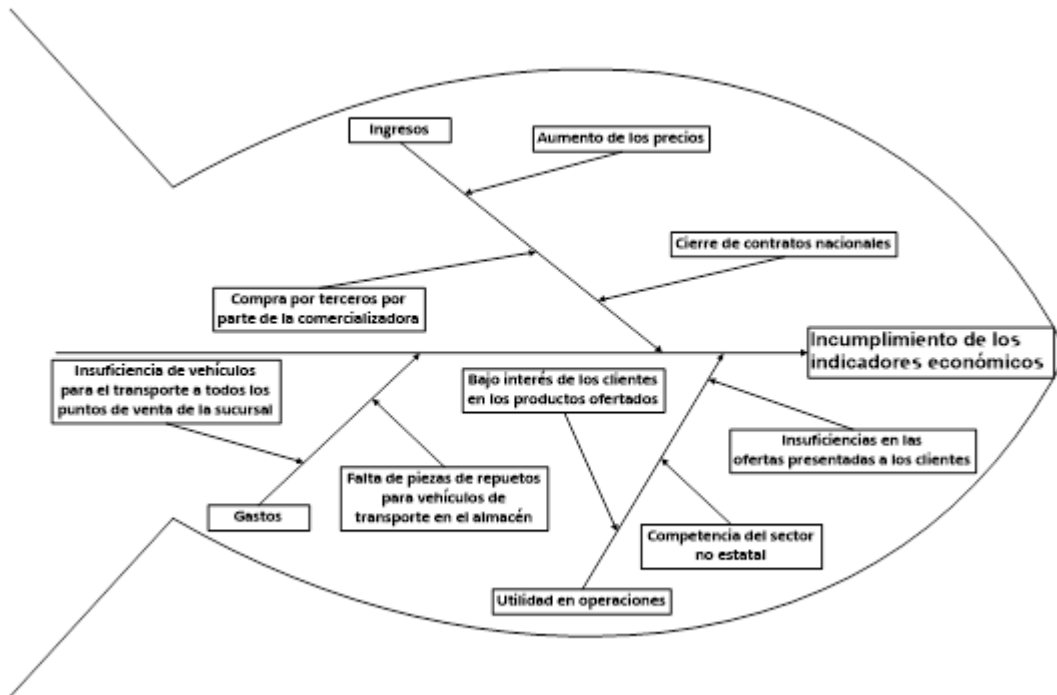 Ingresos
Aumento de los precios
Cierre de contratos nacionales
Compra por terceros por
parte de la comercializadora
Incumplimiento de los
indicadores económicos
Insuficiencia de vehículos
para el transporte a todos los
puntos de venta de la sucursal
Bajo interés de los clientes
en los productos ofertados
Insuficiencias en las
ofertas presentadas a los clientes
Falta de piezas de repuetos
para vehículos de
transporte en el almacén
Gastos
Competencia del sector
no estatal
Utilidad en operaciones